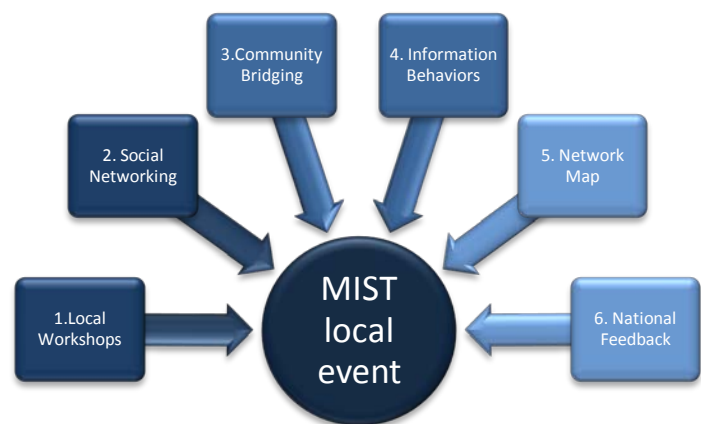 3.Community
Bridging
4. Information
Behaviors
2. Social
Networking
5. Network
Map
1.Local
Workshops
MIST
local
event
6. National
Feedback